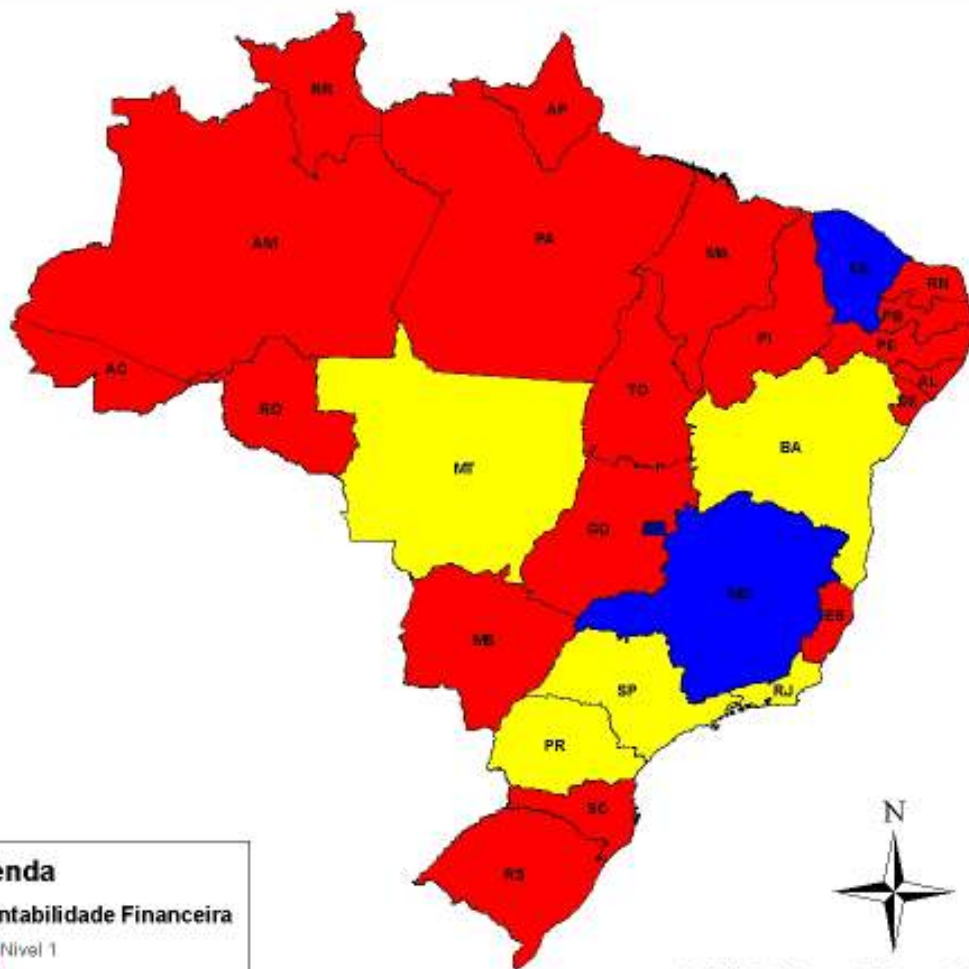 RR
AP
AM
PA
MA
CE
RN
PB
PI
PE
AC
TO
AL
SE
RO
BA
MT
GO
MG
ES
MS
SP
RJ
PR
SC
RS
N
enda
ntabilidade Financeira
Nivel 1